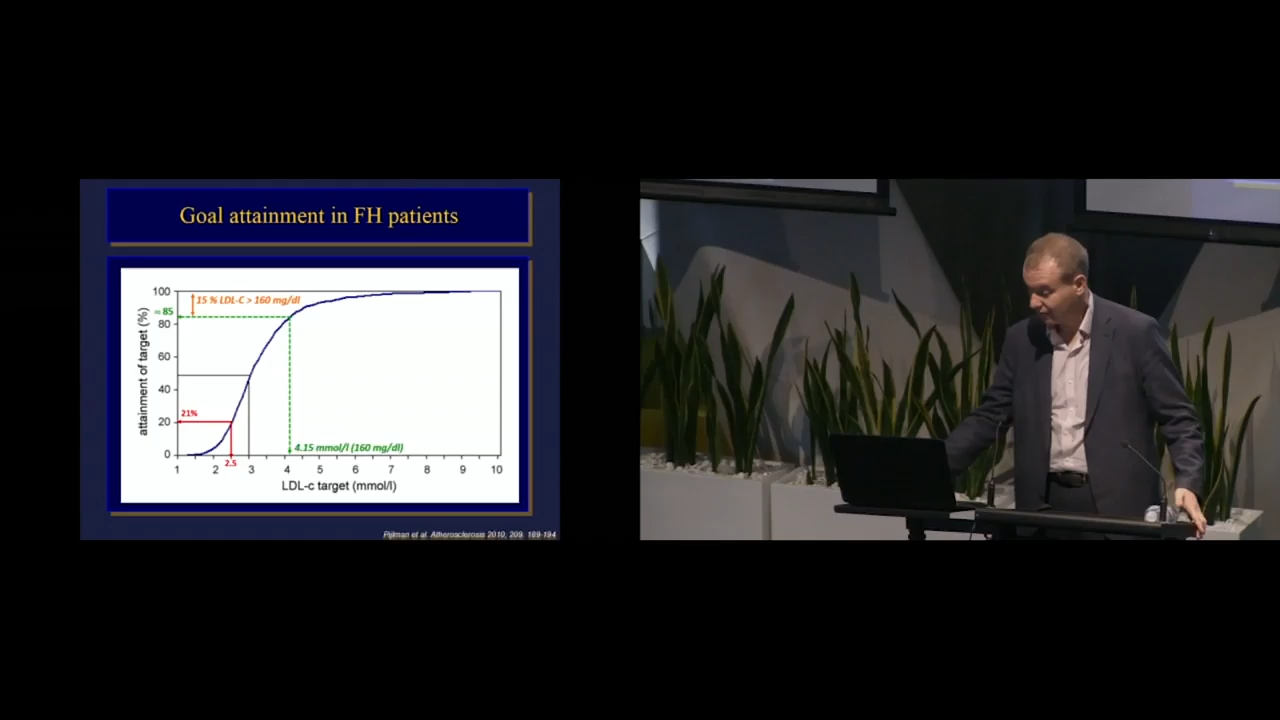 Goal attainment in FH patients
100
15 % LDL-C > 160 mg/dl
≈ 85
80
60
40
21%
20
0
attainment of target (%)
4.15 mmol/l (160 mg/dl)
2.5
1 2 3 4 5 6 7 8 9 10
LDL-c target (mmol/l)
Pijlman et al. Atherosclerosis 2010, 209. 189-194